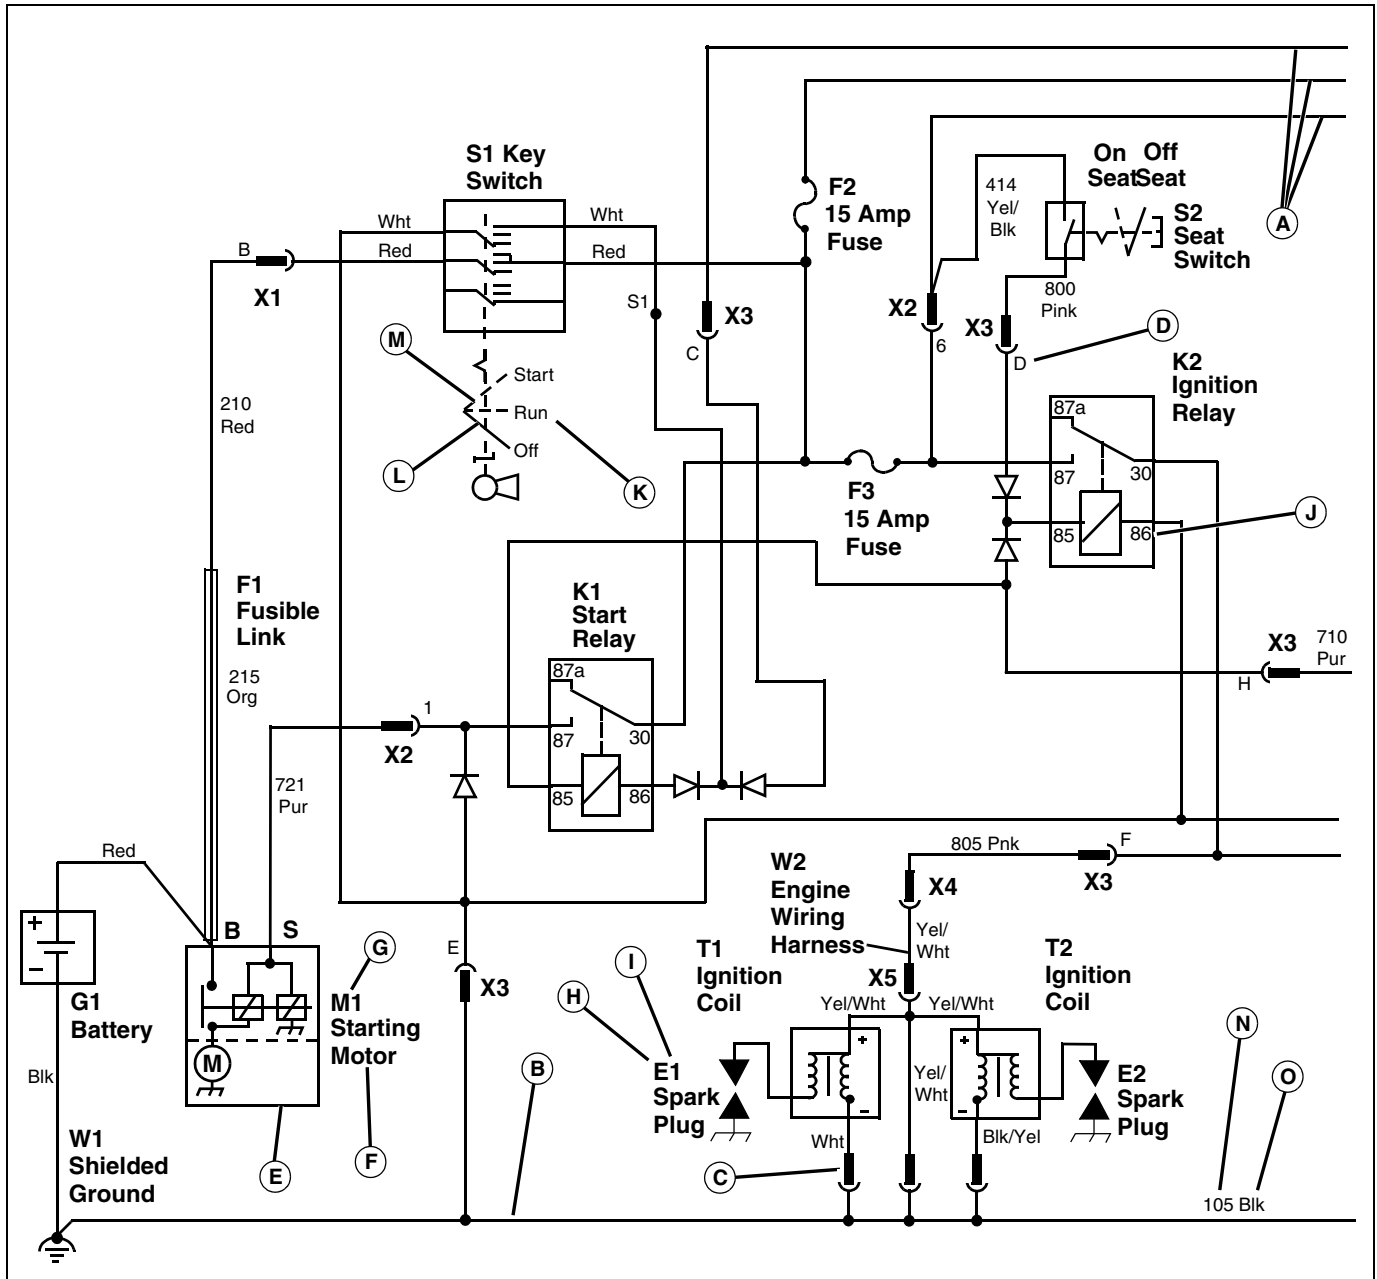 On Off
Seat Seat
S1 Key
Switch
F2
15 Amp
Fuse
414
Yel/
Blk
S2
Seat
Switch
A
Wht
Wht
B
Red
Red
X1
S1
X3
C
X2
6
800
Pink
X3
D
D
K2
Ignition
Relay
M
Start
Run
Off
L
K
210
Red
87a
87
30
85
86
J
F3
15 Amp
Fuse
F1
Fusible
Link
215
Org
K1
Start
Relay
87a
87
30
85
86
X3
710
Pur
H
1
X2
721
Pur
Red
805 Pnk
F
X3
W2
Engine
Wiring
Harness
X4
Yel/
Wht
+
-
G1
Battery
B
S
G
M1
Starting
Motor
M
E
X3
I
H
T1
Ignition
Coil
X5
T2
Ignition
Coil
Yel/Wht
Yel/Wht
N
O
Blk
B
E1
Spark
Plug
+
-
Yel/
Wht
+
-
E2
Spark
Plug
W1
Shielded
Ground
E
F
Wht
Blk/Yel
C
105 Blk